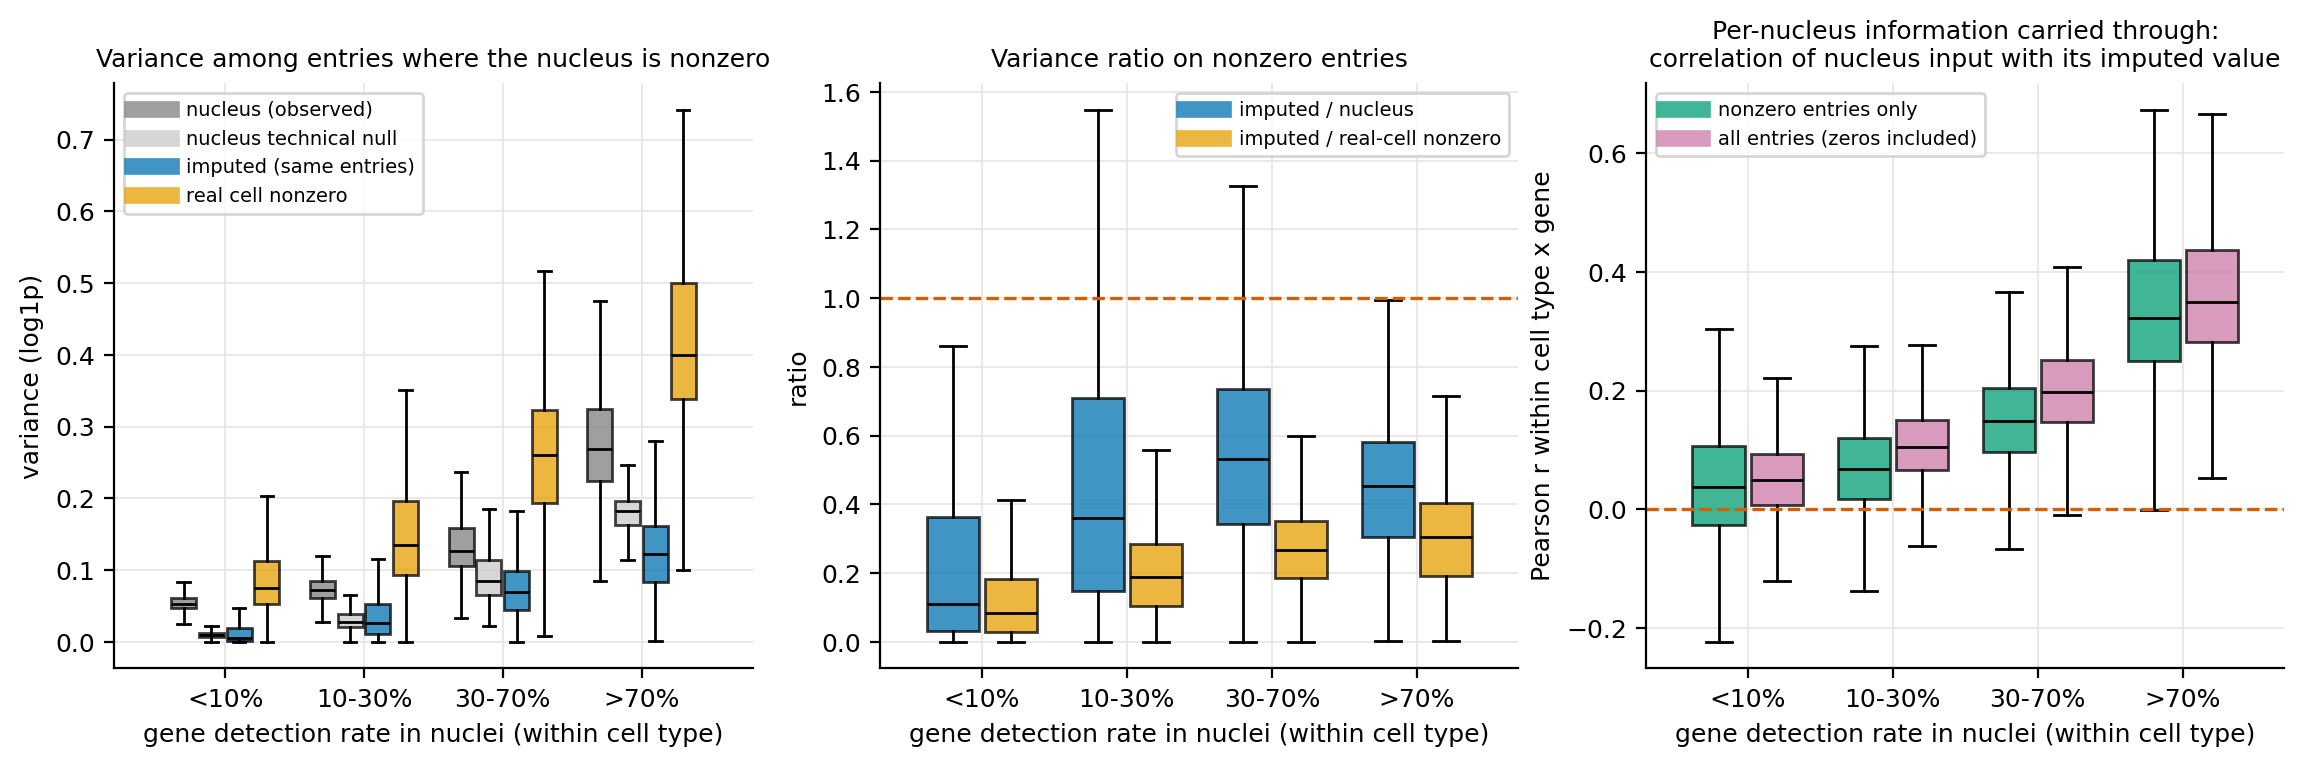 Variance among entries where the nucleus is nonzero
nucleus (observed)
nucleus technical null
imputed (same entries)
real cell nonzero
variance (log1p)
0.7
0.6
0.5
0.4
0.3
0.2
0.1
0.0
<10%
10-30%
30-70%
>70%
gene detection rate in nuclei (within cell type)
Variance ratio on nonzero entries
imputed / nucleus
imputed / real-cell nonzero
ratio
1.6
1.4
1.2
1.0
0.8
0.6
0.4
0.2
0.0
<10%
10-30%
30-70%
>70%
gene detection rate in nuclei (within cell type)
Per-nucleus information carried through:
correlation of nucleus input with its imputed value
nonzero entries only
all entries (zeros included)
Pearson r within cell type x gene
0.6
0.4
0.2
0.0
−0.2
<10%
10-30%
30-70%
>70%
gene detection rate in nuclei (within cell type)